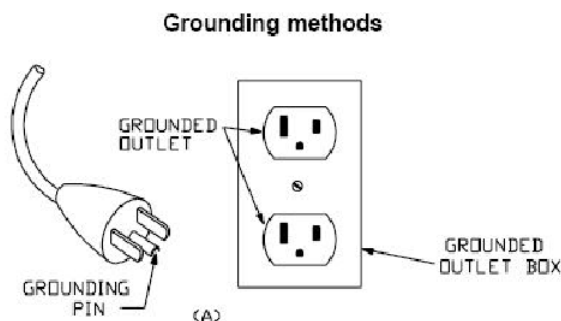 Grounding methods
GROUNDED
OUTLET
GROUNDED
OUTLET BOX
GROUNDING
PIN
(A)